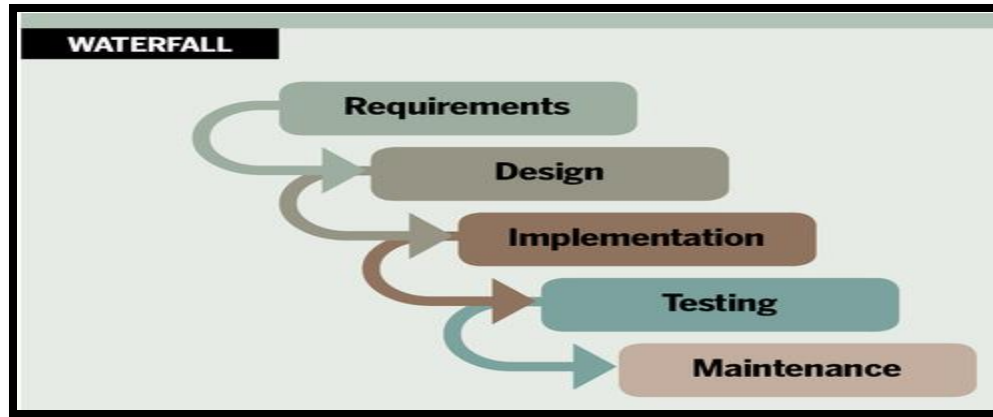 WATERFALL
Requirements
Design
Implementation
Testing
Maintenance